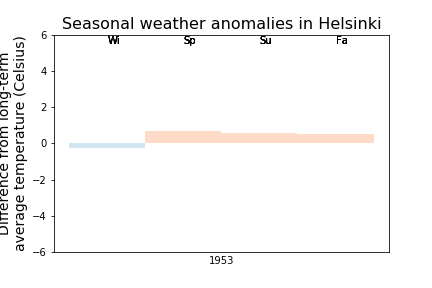 Seasonal weather anomalies in Helsinki
Difference from long-term
average temperature (Celsius)
6
4
2
0
−2
−4
−6
Wi Sp Su Fa
1953